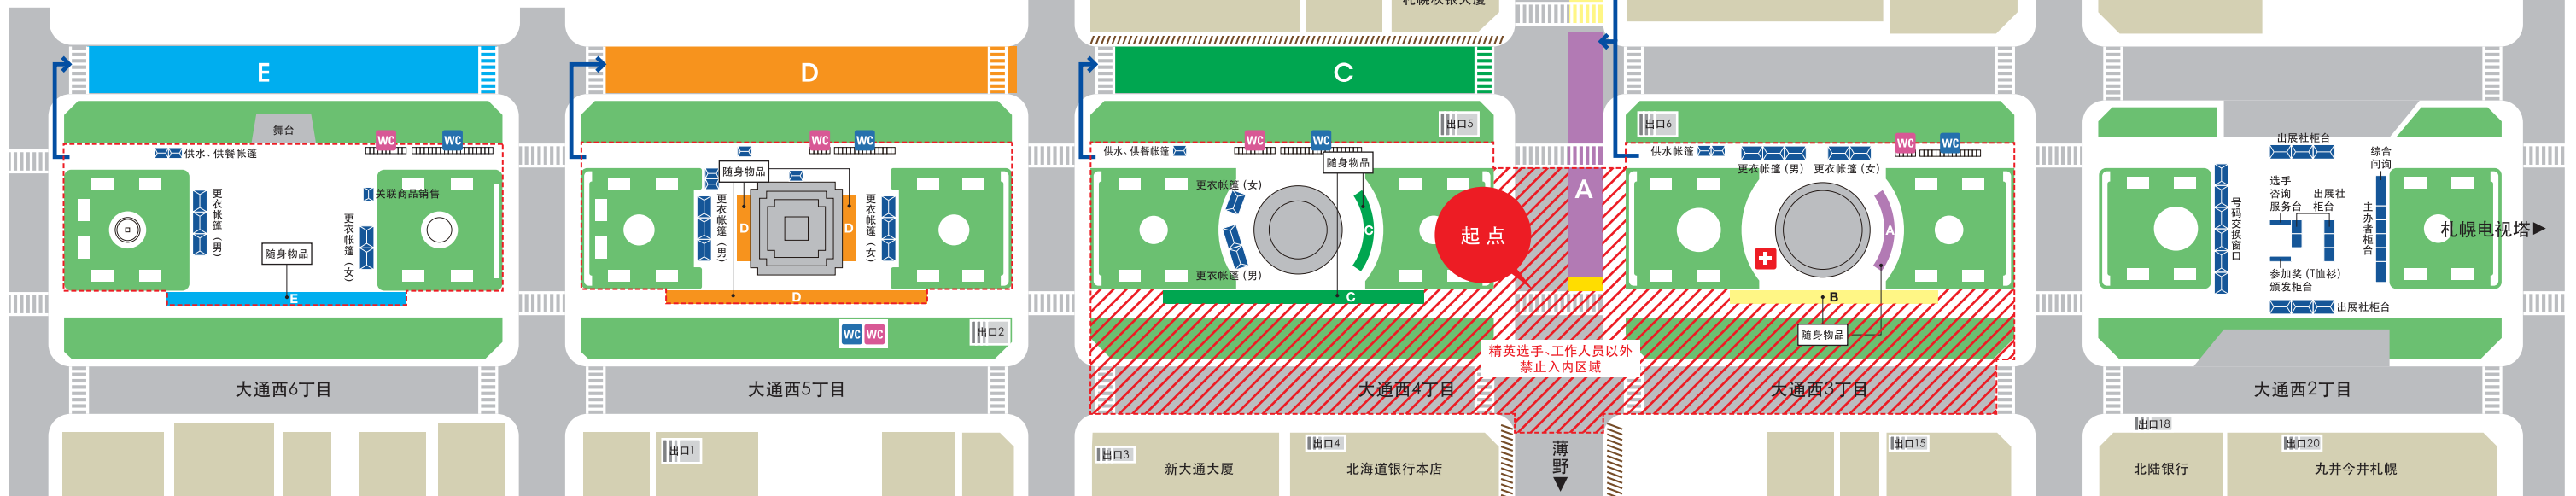 札幌秋银大厦
E
D
C
A
舞台
WC
WC
供水、供餐帐篷
更衣帐篷（男）
关联商品销售
更衣帐篷（女）
随身物品
E
大通西6丁目
WC
WC
随身物品
更衣帐篷（男）
D
D
更衣帐篷（女）
D
WC
WC
出口2
大通西5丁目
出口1
出口5
供水、供餐帐篷
WC
WC
随身物品
更衣帐篷（女）
更衣帐篷（男）
C
C
起点
精英选手、工作人员以外
禁止入内区域
大通西4丁目
出口3
新大通大厦
出口4
北海道银行本店
薄野
出口6
供水帐篷
更衣帐篷（男）
更衣帐篷（女）
WC
WC
A
B
随身物品
大通西3丁目
出口15
出展社柜台
综合
问询
选手
咨询
服务台
出展社
柜台
号码交换窗口
主办者柜台
参加奖（T恤衫）
颁发柜台
出展社柜台
札幌电视塔
大通西2丁目
出口18
北陆银行
出口20
丸井今井札幌